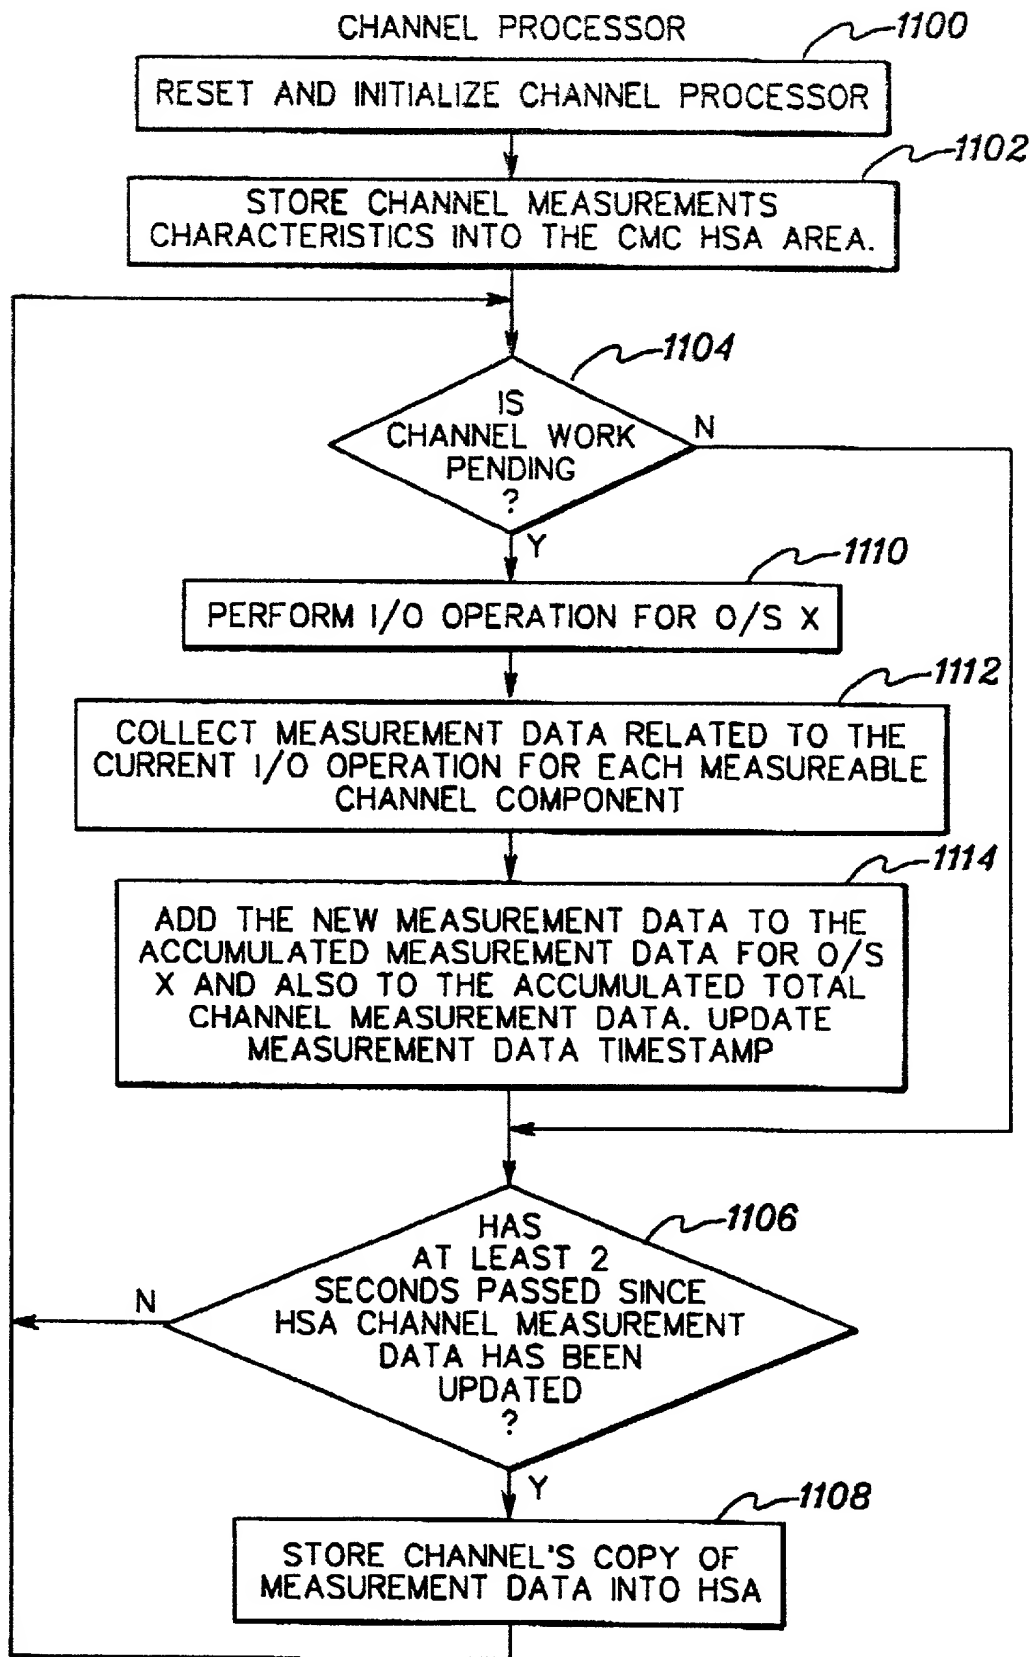 CHANNEL PROCESSOR
1100
RESET AND INITIALIZE CHANNEL PROCESSOR
1102
STORE CHANNEL MEASUREMENTS
CHARACTERISTICS INTO THE CMC HSA AREA.
1104
IS
CHANNEL WORK
PENDING
?
N
Y
1110
PERFORM I/O OPERATION FOR O/S X
1112
COLLECT MEASUREMENT DATA RELATED TO THE
CURRENT I/O OPERATION FOR EACH MEASUREABLE
CHANNEL COMPONENT
1114
ADD THE NEW MEASUREMENT DATA TO THE
ACCUMULATED MEASUREMENT DATA FOR O/S
X AND ALSO TO THE ACCUMULATED TOTAL
CHANNEL MEASUREMENT DATA. UPDATE
MEASUREMENT DATA TIMESTAMP
1106
HAS
AT LEAST 2
SECONDS PASSED SINCE
HSA CHANNEL MEASUREMENT
DATA HAS BEEN
UPDATED
?
N
Y
1108
STORE CHANNEL'S COPY OF
MEASUREMENT DATA INTO HSA